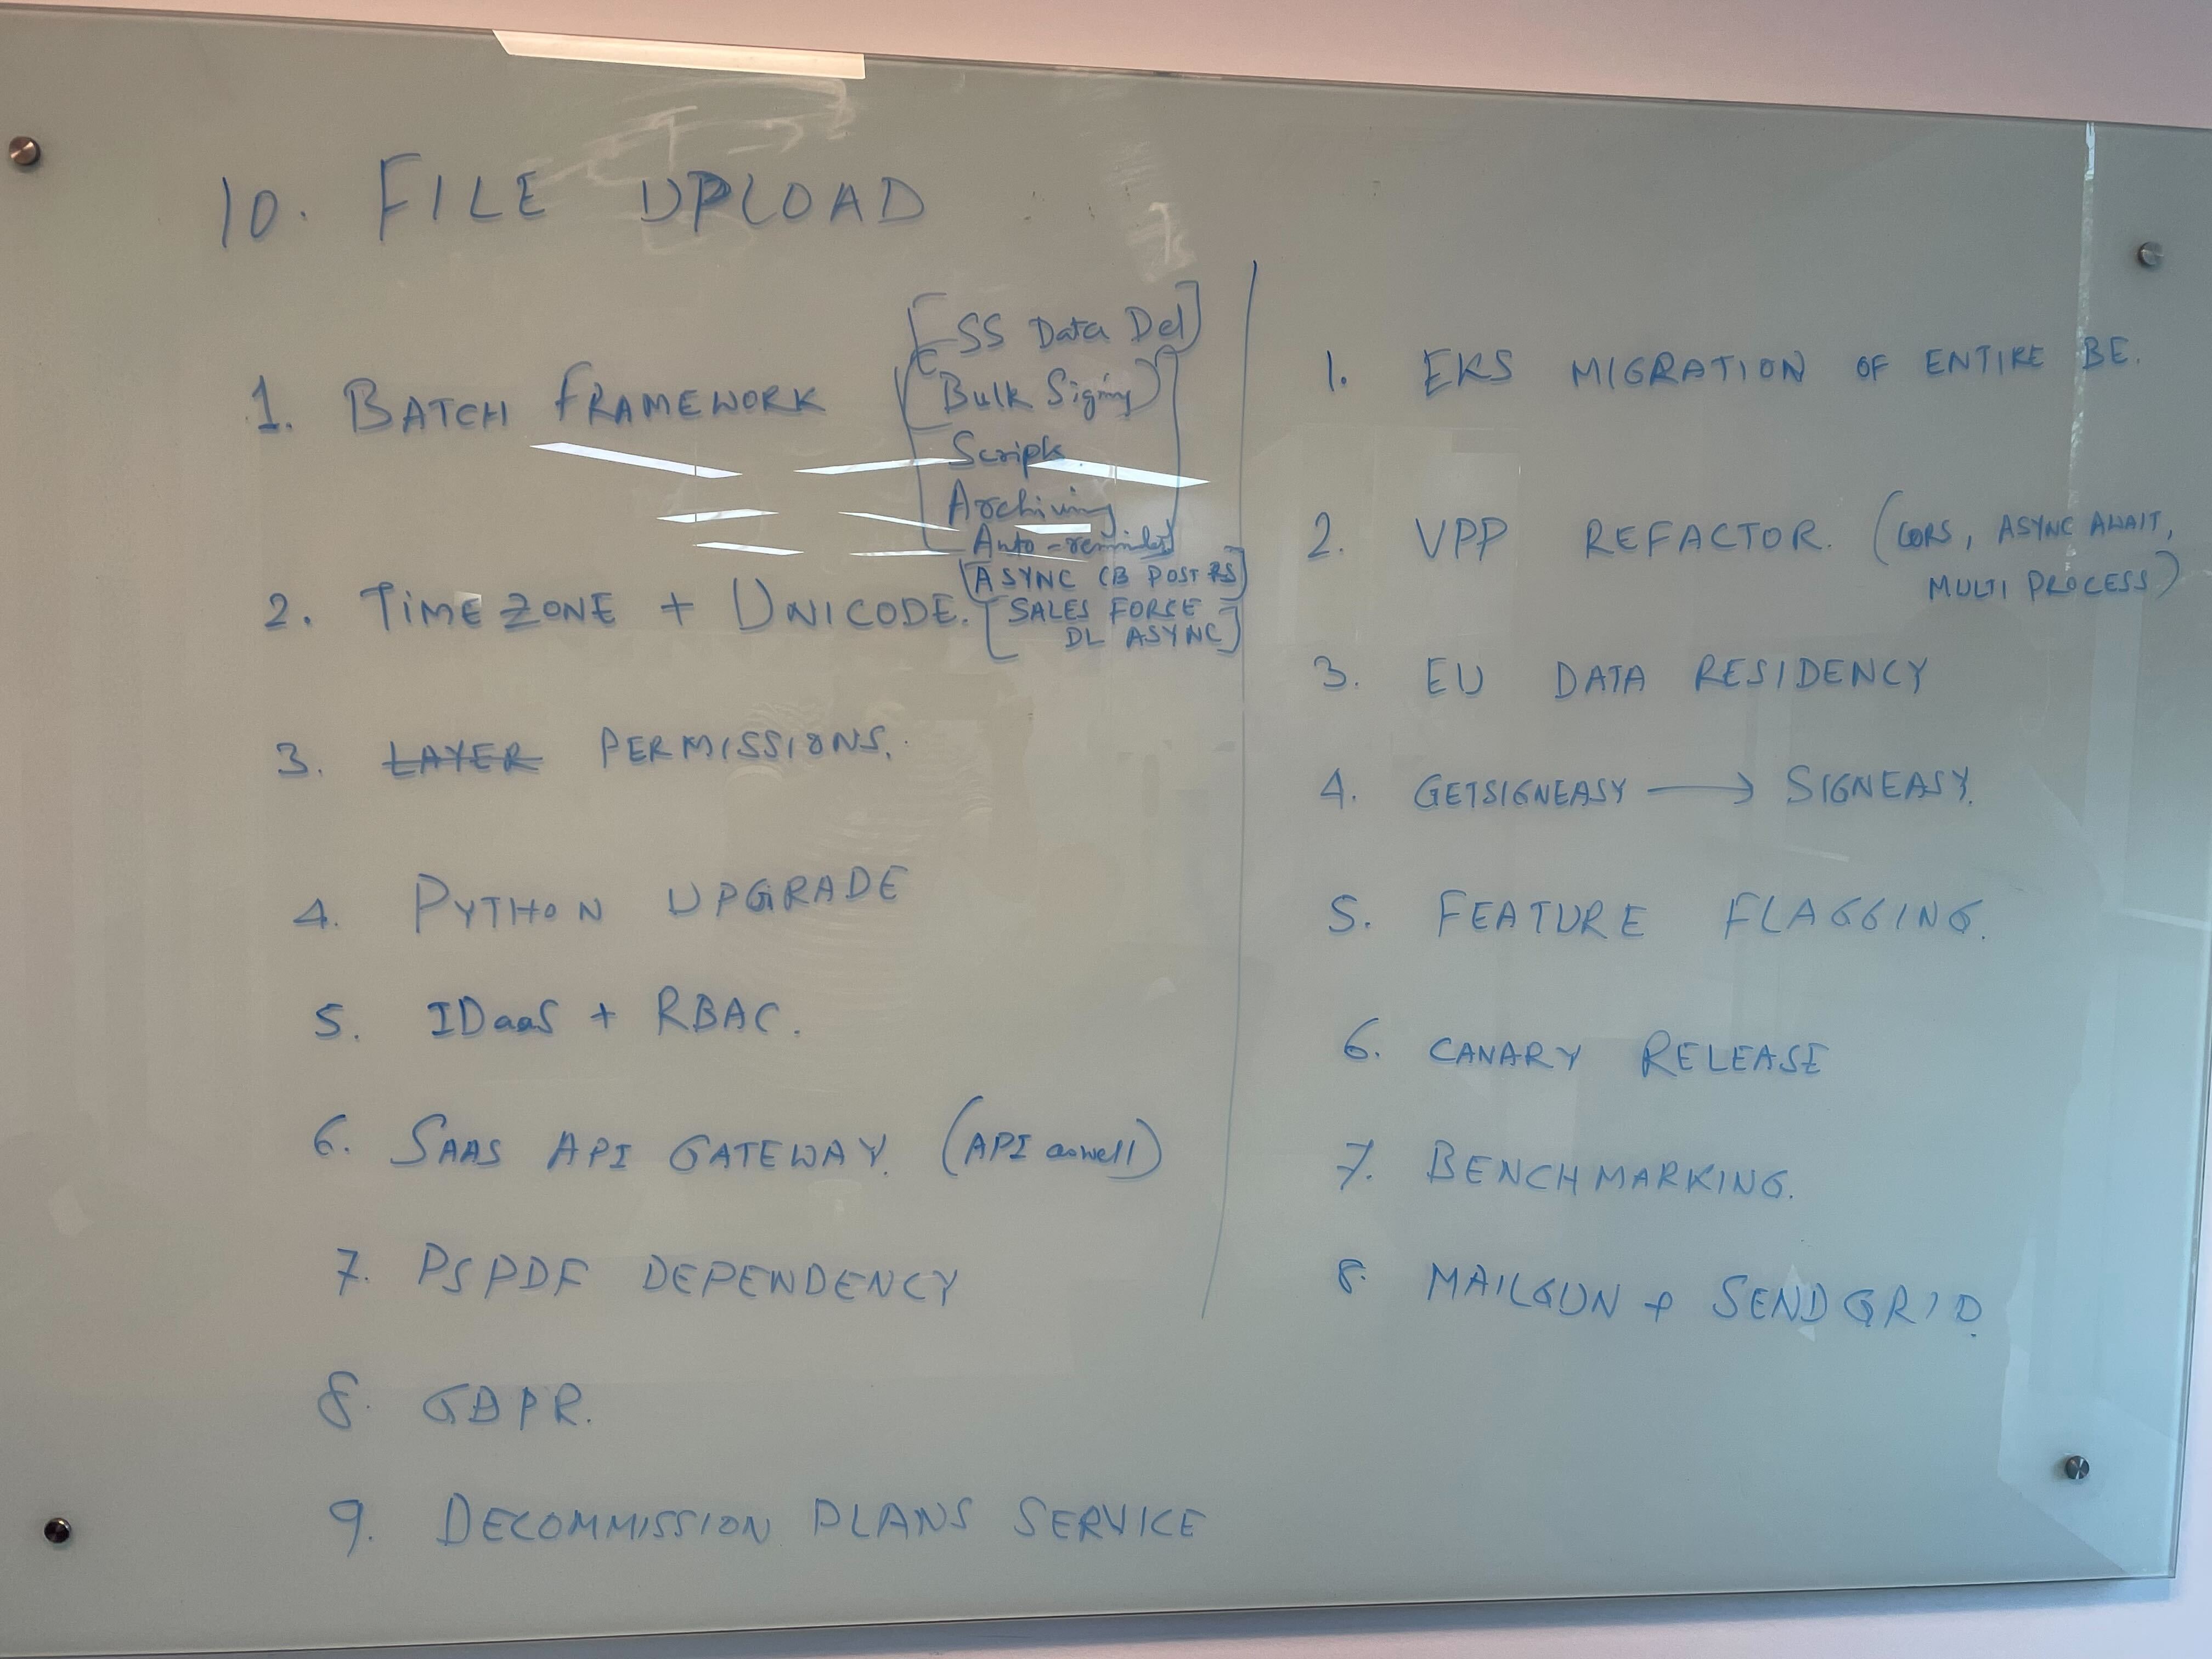 10. FILE UPLOAD
[SS Data Del]
1. BATCH FRAMEWORK (Bulk Signing)
Scripts
Archiving
Auto-reminder
[ASYNC CB POST RS]
2. TIMEZONE + UNICODE. [SALES FORCE
DL ASYNC]
3. LAYER PERMISSIONS.
4. PYTHON UPGRADE
5. IDaaS + RBAC.
6. SAAS API GATEWAY. (API aswell)
7. PSPDF DEPENDENCY
8. GDPR.
9. DECOMMISSION PLANS SERVICE
1. EKS MIGRATION OF ENTIRE BE.
2. VPP REFACTOR. (CORS, ASYNC AWAIT,
MULTI PROCESS)
3. EU DATA RESIDENCY
4. GETSIGNEASY → SIGNEASY.
5. FEATURE FLAGGING.
6. CANARY RELEASE
7. BENCHMARKING.
8. MAILGUN + SENDGRID.